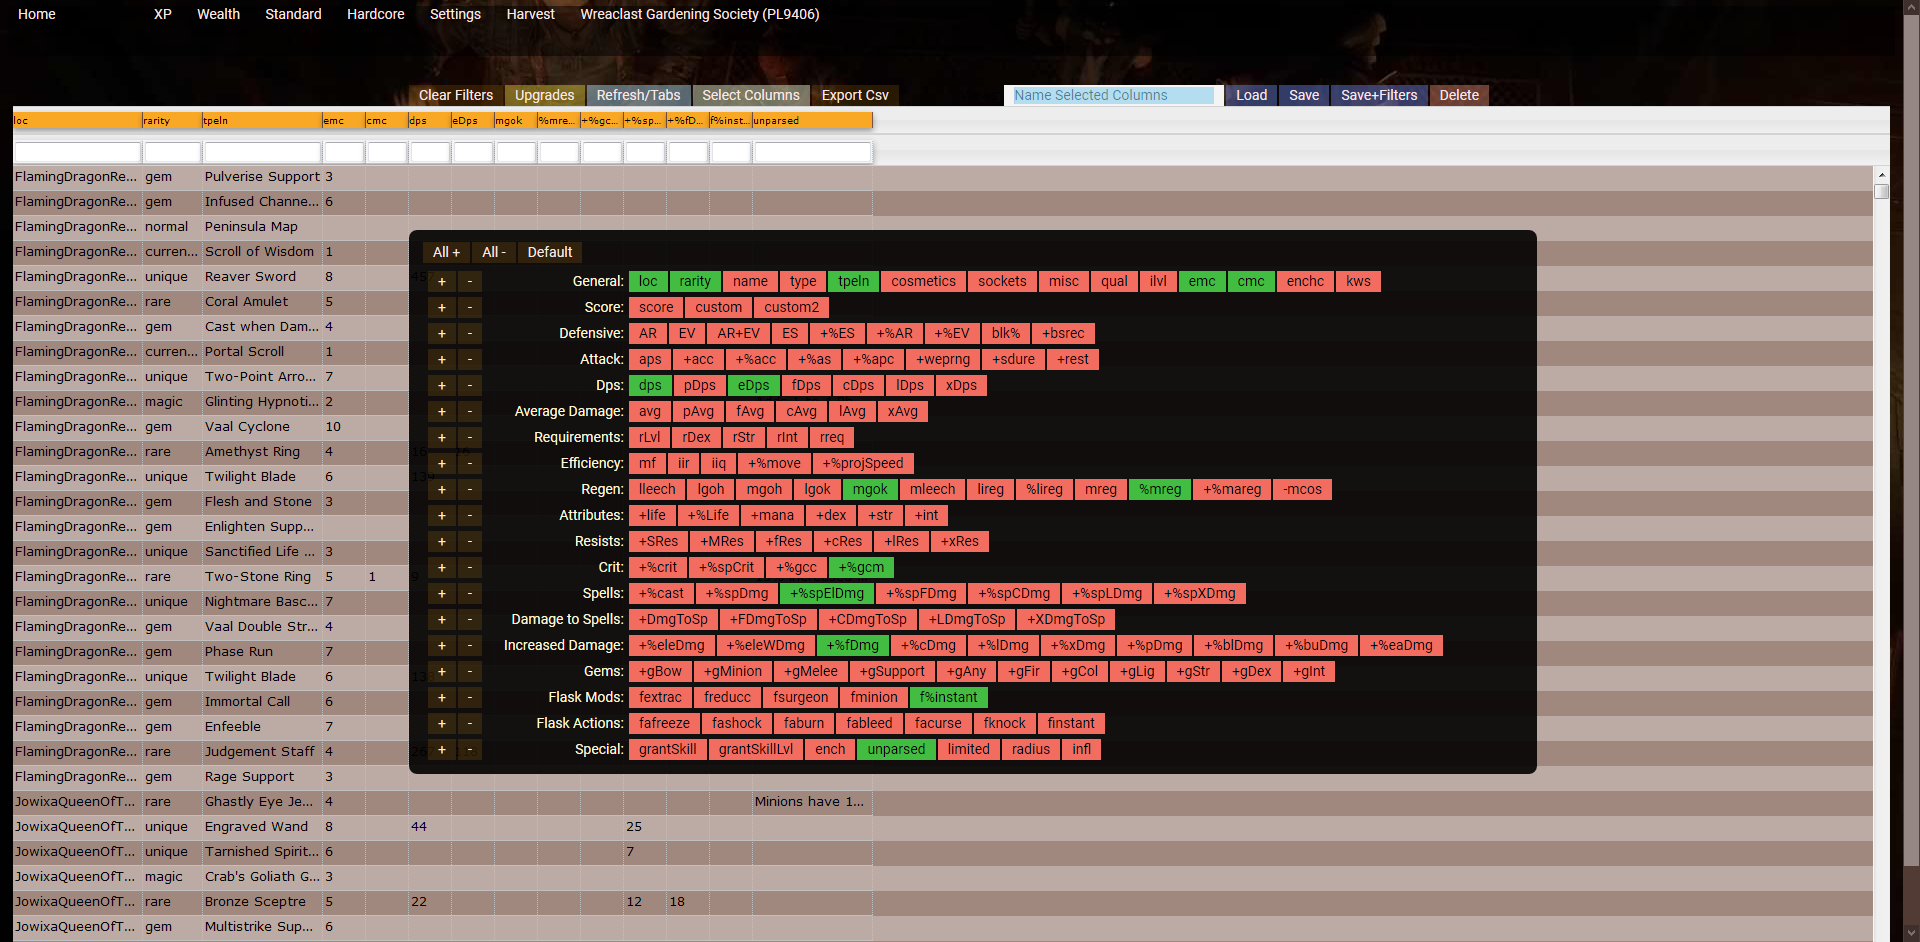 Home XP Wealth Standard Hardcore Settings Harvest Wreaclast Gardening Society (PL9406)
Clear Filters Upgrades Refresh/Tabs Select Columns Export Csv Name Selected Columns Load Save Save+Filters Delete
loc rarity tpeln emc cmc dps eDps mgok %mre... +%gc... +%sp... +%fD... f%inst... unparsed
FlamingDragonRe... gem Pulverise Support 3
FlamingDragonRe... gem Infused Channe... 6
FlamingDragonRe... normal Peninsula Map
FlamingDragonRe... curren... Scroll of Wisdom 1
FlamingDragonRe... unique Reaver Sword 8
FlamingDragonRe... rare Coral Amulet 5
FlamingDragonRe... gem Cast when Dam... 4
FlamingDragonRe... curren... Portal Scroll 1
FlamingDragonRe... unique Two-Point Arro... 7
FlamingDragonRe... magic Glinting Hypnoti... 2
FlamingDragonRe... gem Vaal Cyclone 10
FlamingDragonRe... rare Amethyst Ring 4
FlamingDragonRe... unique Twilight Blade 6
FlamingDragonRe... gem Flesh and Stone 3
FlamingDragonRe... gem Enlighten Supp...
FlamingDragonRe... unique Sanctified Life ... 3
FlamingDragonRe... rare Two-Stone Ring 5 1
FlamingDragonRe... unique Nightmare Basc... 7
FlamingDragonRe... gem Vaal Double Str... 4
FlamingDragonRe... gem Phase Run 7
FlamingDragonRe... unique Twilight Blade 6
FlamingDragonRe... gem Immortal Call 6
FlamingDragonRe... gem Enfeeble 7
FlamingDragonRe... rare Judgement Staff 4
FlamingDragonRe... gem Rage Support 3
JowixaQueenOfT... rare Ghastly Eye Je... 4 Minions have 1...
JowixaQueenOfT... unique Engraved Wand 8 44 25
JowixaQueenOfT... unique Tarnished Spirit... 6 7
JowixaQueenOfT... magic Crab's Goliath G... 3
JowixaQueenOfT... rare Bronze Sceptre 5 22 12 18
JowixaQueenOfT... gem Multistrike Sup... 6
All + All - Default
+ - General: loc rarity name type tpeln cosmetics sockets misc qual ilvl emc cmc enchc kws
+ - Score: score custom custom2
+ - Defensive: AR EV AR+EV ES +%ES +%AR +%EV blk% +bsrec
+ - Attack: aps +acc +%acc +%as +%apc +weprng +sdure +rest
+ - Dps: dps pDps eDps fDps cDps lDps xDps
+ - Average Damage: avg pAvg fAvg cAvg lAvg xAvg
+ - Requirements: rLvl rDex rStr rInt rreq
+ - Efficiency: mf iir iiq +%move +%projSpeed
+ - Regen: lleech lgoh mgoh lgok mgok mleech lireg %lireg mreg %mreg +%mareg -mcos
+ - Attributes: +life +%Life +mana +dex +str +int
+ - Resists: +SRes +MRes +fRes +cRes +lRes +xRes
+ - Crit: +%crit +%spCrit +%gcc +%gcm
+ - Spells: +%cast +%spDmg +%spElDmg +%spFDmg +%spCDmg +%spLDmg +%spXDmg
+ - Damage to Spells: +DmgToSp +FDmgToSp +CDmgToSp +LDmgToSp +XDmgToSp
+ - Increased Damage: +%eleDmg +%eleWDmg +%fDmg +%cDmg +%lDmg +%xDmg +%pDmg +%blDmg +%buDmg +%eaDmg
+ - Gems: +gBow +gMinion +gMelee +gSupport +gAny +gFir +gCol +gLig +gStr +gDex +gInt
+ - Flask Mods: fextrac freducc fsurgeon fminion f%instant
+ - Flask Actions: fafreeze fashock faburn fableed facurse fknock finstant
+ - Special: grantSkill grantSkillLvl ench unparsed limited radius infl